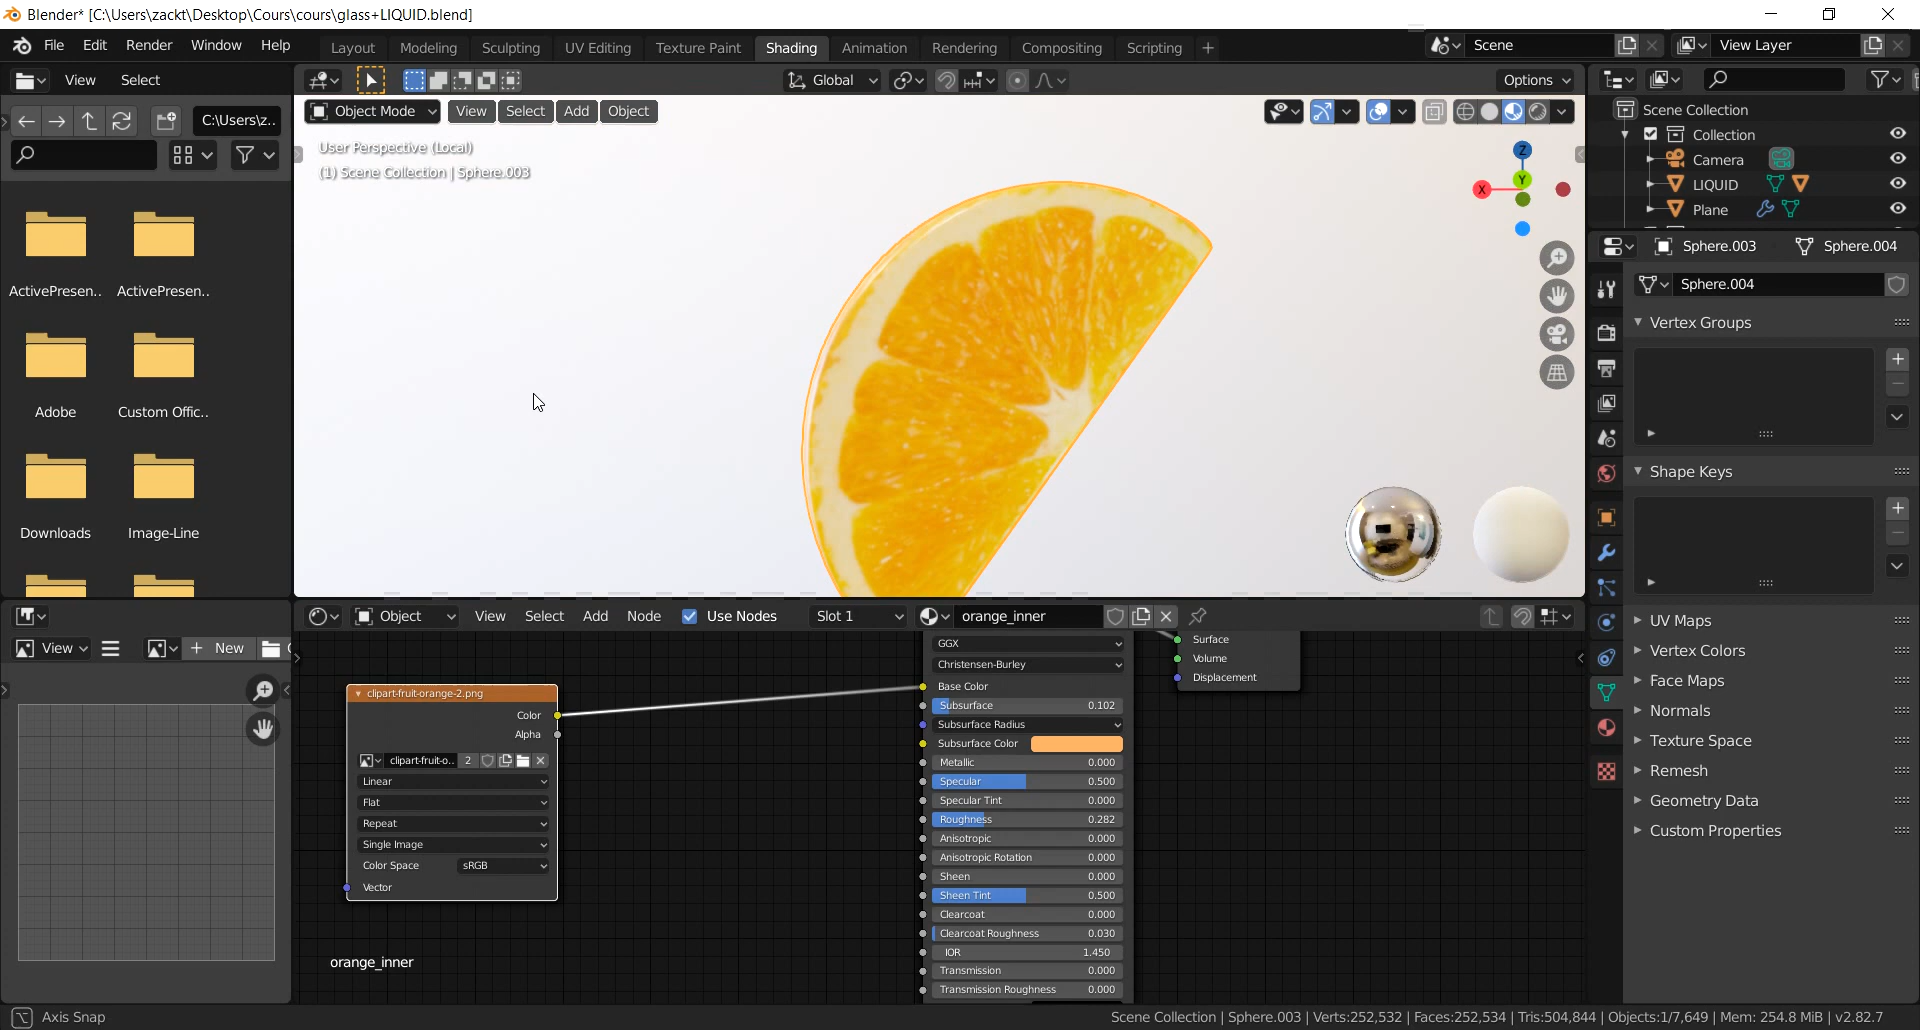 Blender* [C:\Users\zackt\Desktop\Cours\cours\glass+LIQUID.blend]
File Edit Render Window Help
Layout Modeling Sculpting UV Editing Texture Paint Shading Animation Rendering Compositing Scripting +
Scene
View Layer
View Select
Global
Options
C:\Users\z..
Object Mode View Select Add Object
User Perspective (Local)
(1) Scene Collection | Sphere.003
Z
Y
X
Scene Collection
Collection
Camera
LIQUID
Plane
Sphere.003 Sphere.004
Sphere.004
Vertex Groups
Shape Keys
UV Maps
Vertex Colors
Face Maps
Normals
Texture Space
Remesh
Geometry Data
Custom Properties
ActivePresen.. ActivePresen..
Adobe Custom Offic..
Downloads Image-Line
Object View Select Add Node Use Nodes Slot 1 orange_inner
View + New
clipart-fruit-orange-2.png
Color
Alpha
clipart-fruit-o.. 2
Linear
Flat
Repeat
Single Image
Color Space sRGB
Vector
orange_inner
GGX
Christensen-Burley
Base Color
Subsurface 0.102
Subsurface Radius
Subsurface Color
Metallic 0.000
Specular 0.500
Specular Tint 0.000
Roughness 0.282
Anisotropic 0.000
Anisotropic Rotation 0.000
Sheen 0.000
Sheen Tint 0.500
Clearcoat 0.000
Clearcoat Roughness 0.030
IOR 1.450
Transmission 0.000
Transmission Roughness 0.000
Surface
Volume
Displacement
Axis Snap
Scene Collection | Sphere.003 | Verts:252,532 | Faces:252,534 | Tris:504,844 | Objects:1/7,649 | Mem: 254.8 MiB | v2.82.7